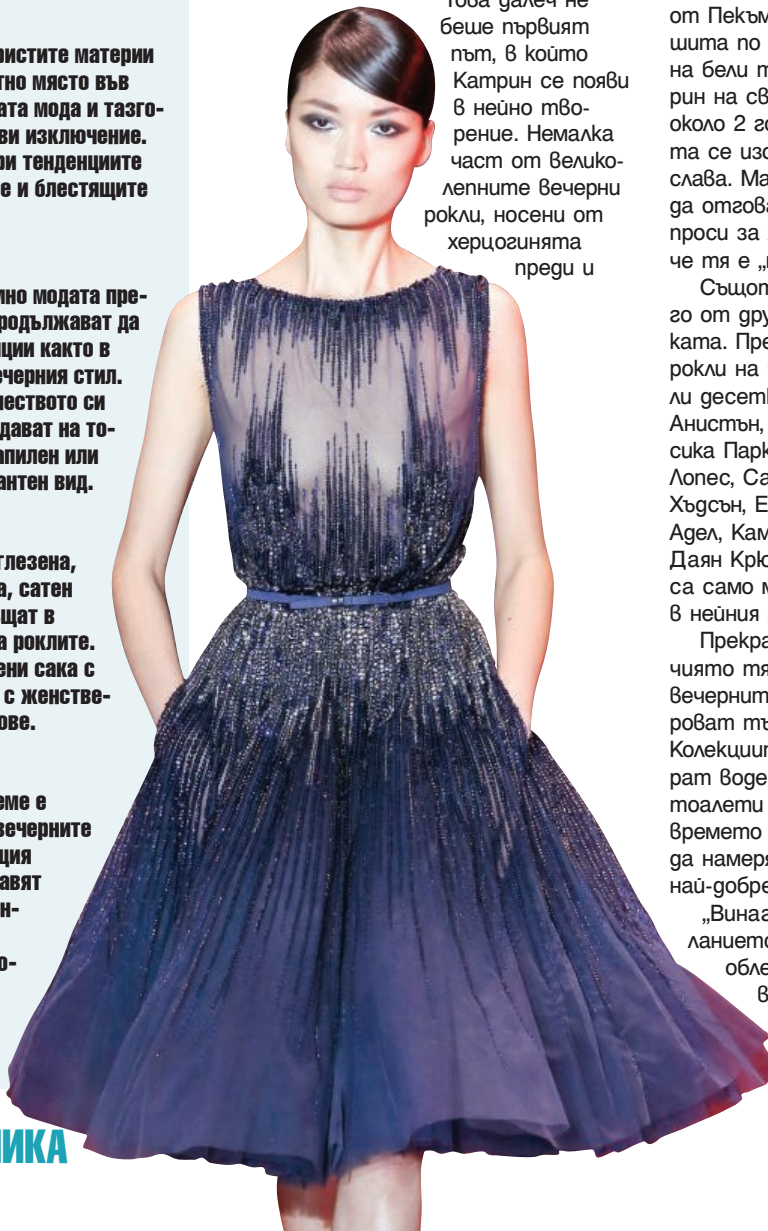 ристите материи
тно място във
ата мода и тазго-
ви изключение.
ри тенденциите
е и блестящите
ино модата пре-
родължават да
ции както в
ечерния стил.
чеството си
дават на то-
апилен или
антен вид.
глезена,
а, сатен
щат в
а роклите.
ени сака с
с женстве-
ове.
еме е
вечерните
ция
авят
н-
о-
ИКА
Това далеч не
беше първият
път, в който
Катрин се появи
в нейно тво-
рение. Немалка
част от велико-
лепните вечерни
рокли, носени от
херцогинята
преди и
от Пекъм
шита по
на бели т
рин на св
около 2 го
та се изс
слава. Ма
да отгова
проси за
че тя е „
Същот
го от дру
ката. Пре
рокли на
ли десет
Анистън,
сика Парк
Лопес, Са
Хъдсън, Е
Адел, Кам
Даян Крю
са само м
в нейния
Прекра
чието тя
вечернит
роват тъ
Колекциит
рат воде
тоалети
времето
да намеря
най-добре
„Винаг
ланието
обле
в